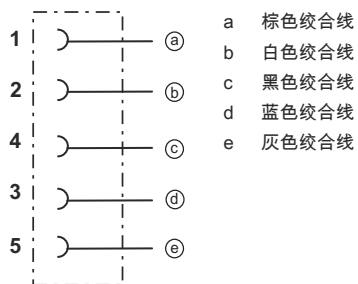 1 ⓐ
2 ⓑ
4 ⓒ
3 ⓓ
5 ⓔ
a 棕色绞合线
b 白色绞合线
c 黑色绞合线
d 蓝色绞合线
e 灰色绞合线